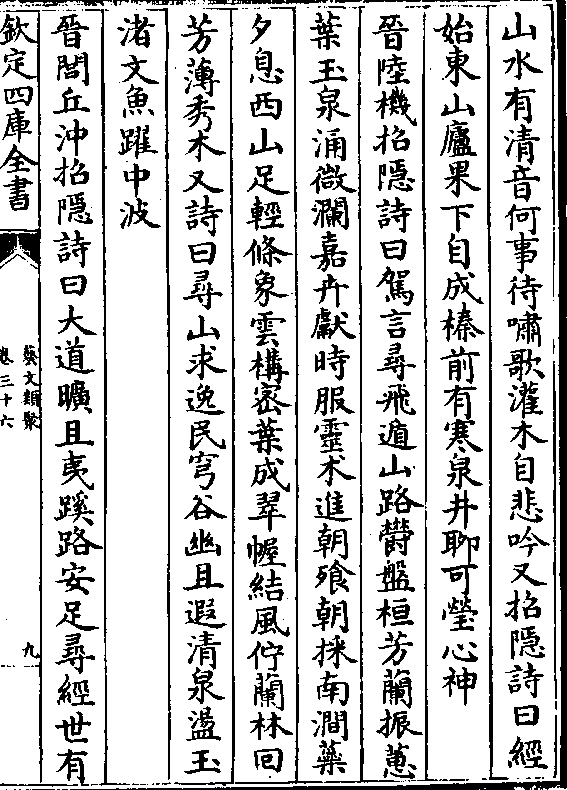 山水有清音何事待嘯歌灌木自悲吟又招隱詩曰經
始東山廬果下自成榛前有寒泉井聊可瑩心神
晉陸機招隱詩曰駕言尋飛遁山路鬱盤桓芳蘭振蕙
葉玉泉涌微瀾嘉卉獻時服靈术進朝飱朝採南澗藥
夕息西山足輕條象雲構密葉成翠幄結風佇蘭林回
芳薄秀木又詩曰尋山求逸民穹谷幽且遐清泉盪玉
渚文魚躍中波
晉閭丘沖招隱詩曰大道曠且夷蹊路安足尋經世有
欽定四庫全書
藝文類聚
卷三十六
九